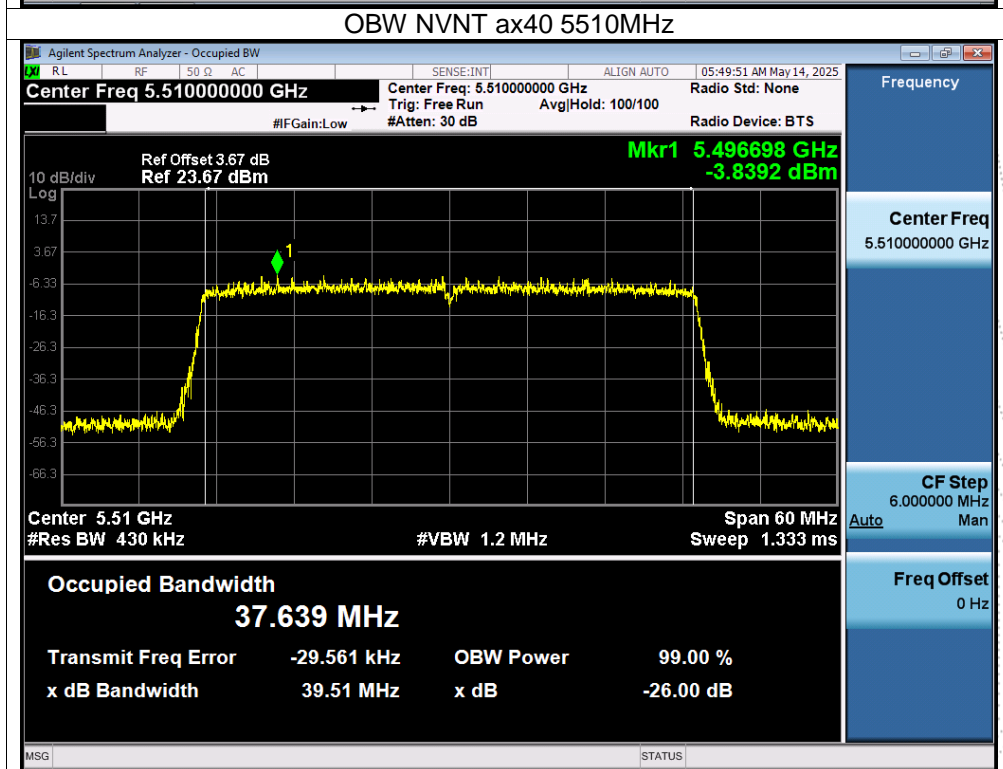 OBW NVNT ax40 5510MHz
Agilent Spectrum Analyzer - Occupied BW
LXI RL RF 50 Ω AC SENSE:INT ALIGN AUTO 05:49:51 AM May 14, 2025
Center Freq 5.510000000 GHz
Center Freq: 5.510000000 GHz Radio Std: None
Trig: Free Run Avg|Hold: 100/100
#IFGain:Low #Atten: 30 dB Radio Device: BTS
Frequency
Mkr1 5.496698 GHz
-3.8392 dBm
Ref Offset 3.67 dB
10 dB/div Ref 23.67 dBm
Log
13.7
3.67
-6.33
-16.3
-26.3
-36.3
-46.3
-56.3
-66.3
1
Center 5.51 GHz Span 60 MHz
#Res BW 430 kHz #VBW 1.2 MHz Sweep 1.333 ms
Center Freq
5.510000000 GHz
CF Step
6.000000 MHz
Auto Man
Freq Offset
0 Hz
Occupied Bandwidth
37.639 MHz
Transmit Freq Error -29.561 kHz OBW Power 99.00 %
x dB Bandwidth 39.51 MHz x dB -26.00 dB
MSG STATUS